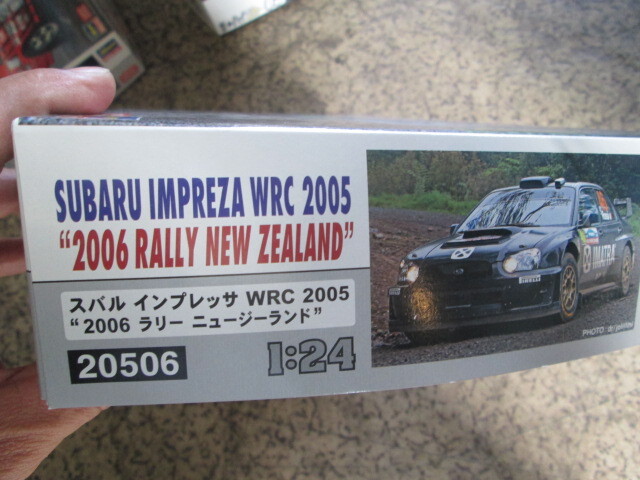 SUBARU IMPREZA WRC 2005
“2006 RALLY NEW ZEALAND”
スバル インプレッサ WRC 2005
“2006 ラリー ニュージーランド”
20506
1:24
PHOTO